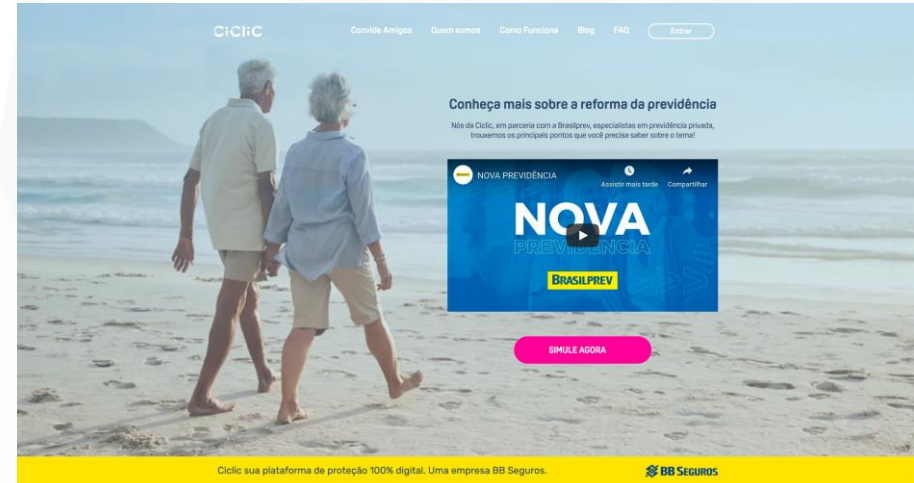 CiCliC
Convide Amigos Quem somos Como Funciona Blog FAQ Entrar
Conheça mais sobre a reforma da previdência
Nós da Ciclic, em parceria com a Brasilprev, especialistas em previdência privada,
trouxemos os principais pontos que você precisa saber sobre o tema!
NOVA PREVIDÊNCIA
Assistir mais tarde Compartilhar
NOVA
PREVIDÊNCIA
BRASILPREV
SIMULE AGORA
Ciclic sua plataforma de proteção 100% digital. Uma empresa BB Seguros.
BB SEGUROS